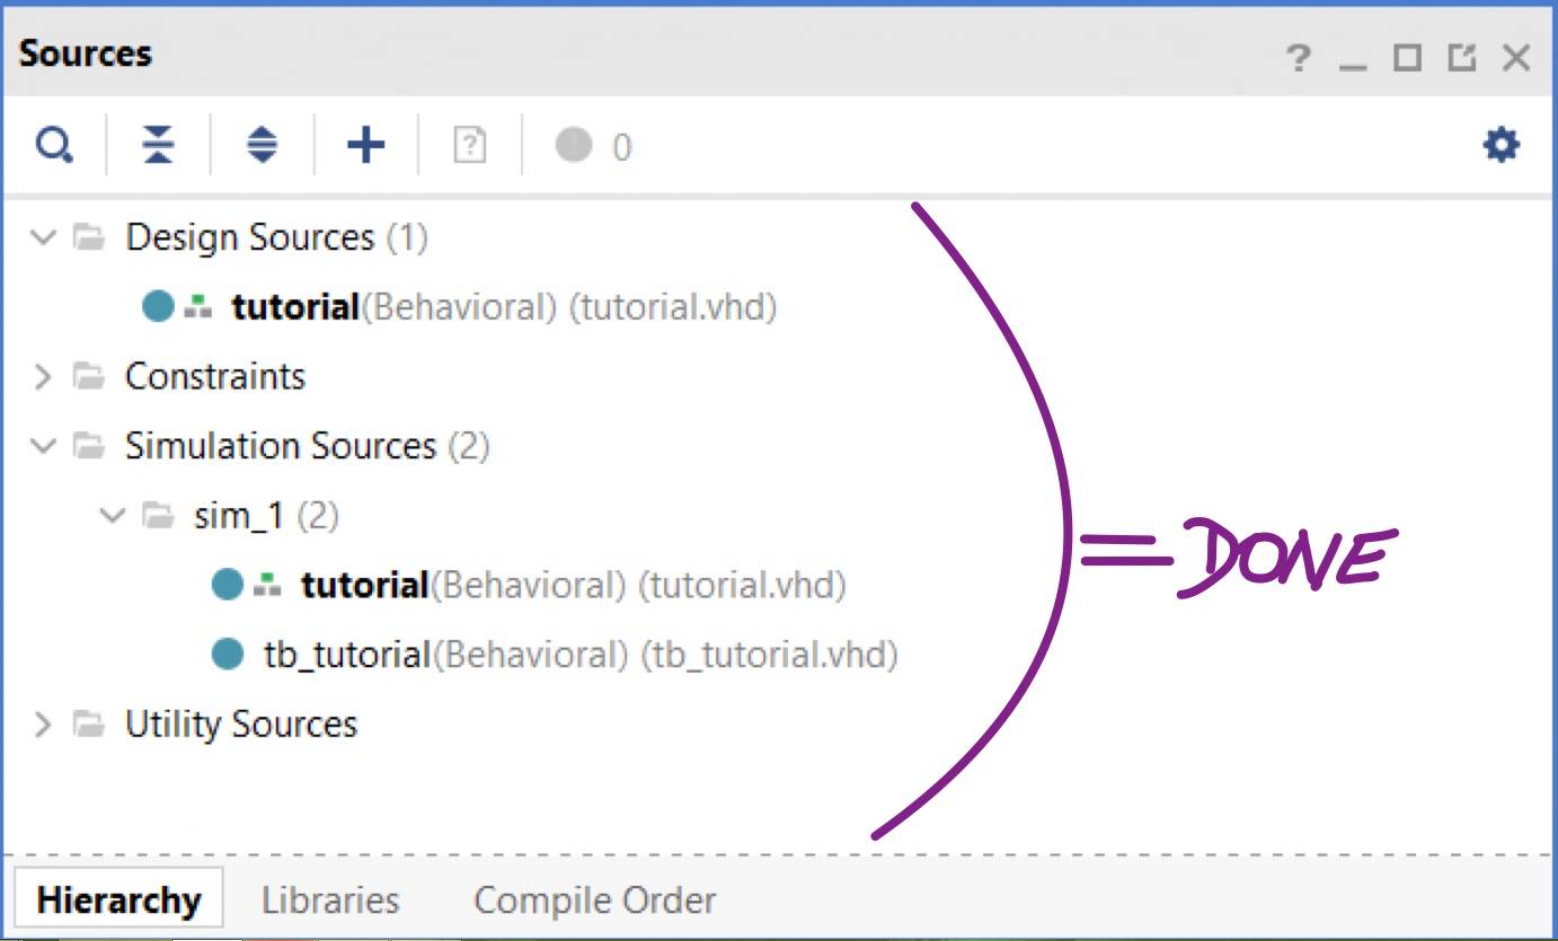 Sources
0
Design Sources (1)
tutorial(Behavioral) (tutorial.vhd)
Constraints
Simulation Sources (2)
sim_1 (2)
tutorial(Behavioral) (tutorial.vhd)
= DONE
tb_tutorial(Behavioral) (tb_tutorial.vhd)
Utility Sources
Hierarchy Libraries Compile Order